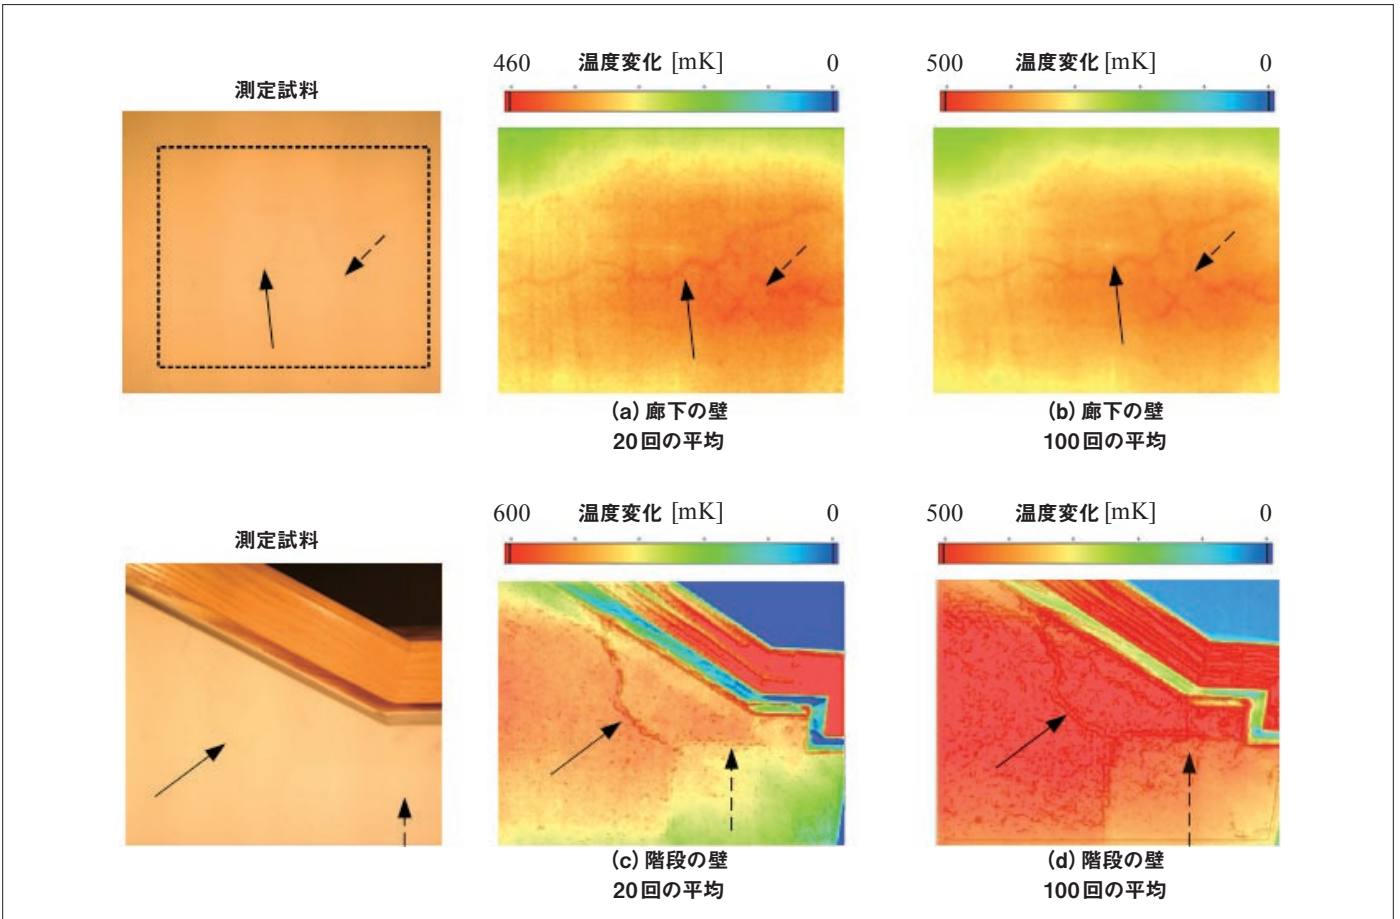 測定試料
460 温度変化 [mK] 0
500 温度変化 [mK] 0
(a) 廊下の壁
20回の平均
(b) 廊下の壁
100回の平均
測定試料
600 温度変化 [mK] 0
500 温度変化 [mK] 0
(c) 階段の壁
20回の平均
(d) 階段の壁
100回の平均